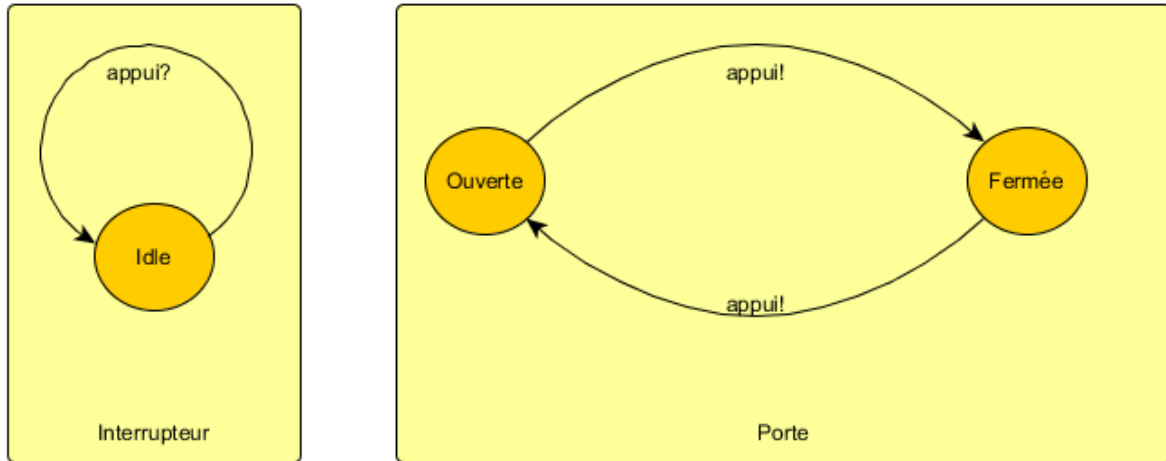 appui?
Idle
Interrupteur
appui!
Ouverte
Fermée
appui!
Porte